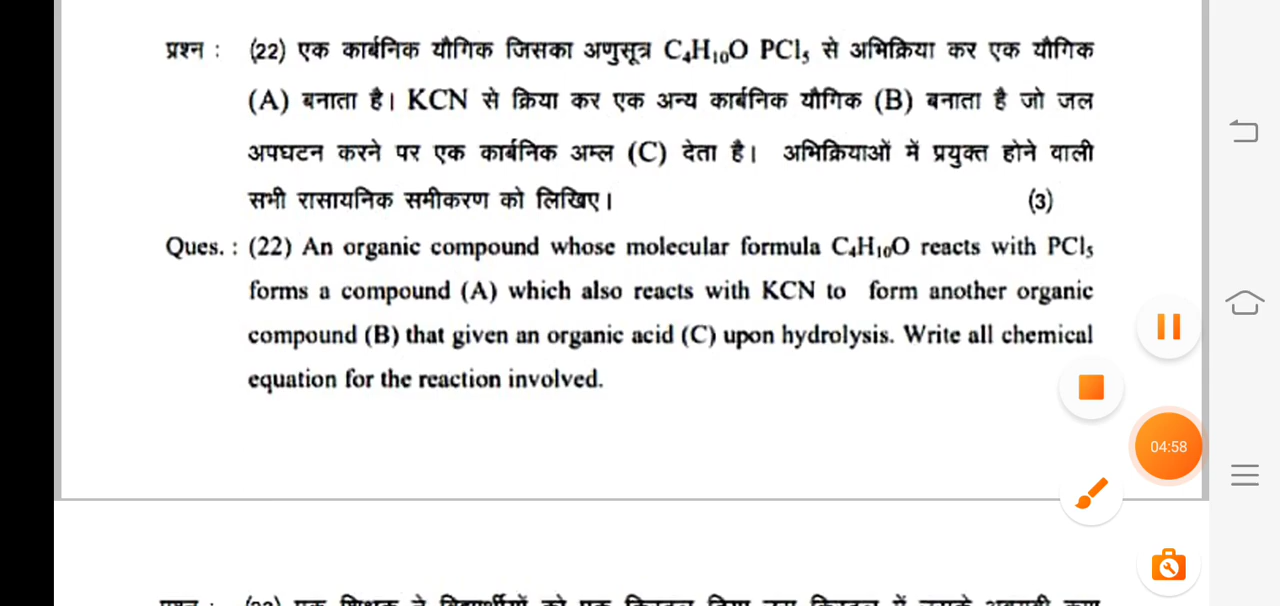 प्रश्न : (22) एक कार्बनिक यौगिक जिसका अणुसूत्र C₄H₁₀O PCl₅ से अभिक्रिया कर एक यौगिक
(A) बनाता है। KCN से क्रिया कर एक अन्य कार्बनिक यौगिक (B) बनाता है जो जल
अपघटन करने पर एक कार्बनिक अम्ल (C) देता है। अभिक्रियाओं में प्रयुक्त होने वाली
सभी रासायनिक समीकरण को लिखिए। (3)
Ques. : (22) An organic compound whose molecular formula C₄H₁₀O reacts with PCl₅
forms a compound (A) which also reacts with KCN to form another organic
compound (B) that given an organic acid (C) upon hydrolysis. Write all chemical
equation for the reaction involved.
04:58